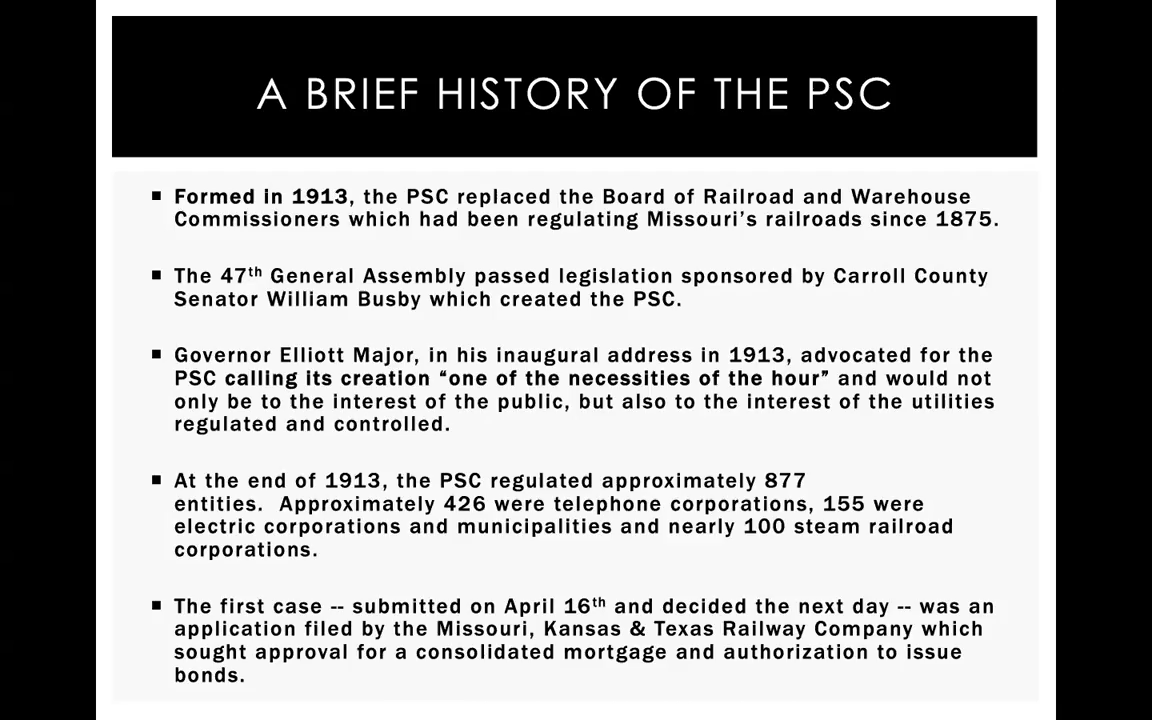 A BRIEF HISTORY OF THE PSC
▪ Formed in 1913, the PSC replaced the Board of Railroad and Warehouse
Commissioners which had been regulating Missouri’s railroads since 1875.
▪ The 47th General Assembly passed legislation sponsored by Carroll County
Senator William Busby which created the PSC.
▪ Governor Elliott Major, in his inaugural address in 1913, advocated for the
PSC calling its creation “one of the necessities of the hour” and would not
only be to the interest of the public, but also to the interest of the utilities
regulated and controlled.
▪ At the end of 1913, the PSC regulated approximately 877
entities.  Approximately 426 were telephone corporations, 155 were
electric corporations and municipalities and nearly 100 steam railroad
corporations.
▪ The first case -- submitted on April 16th and decided the next day -- was an
application filed by the Missouri, Kansas & Texas Railway Company which
sought approval for a consolidated mortgage and authorization to issue
bonds.